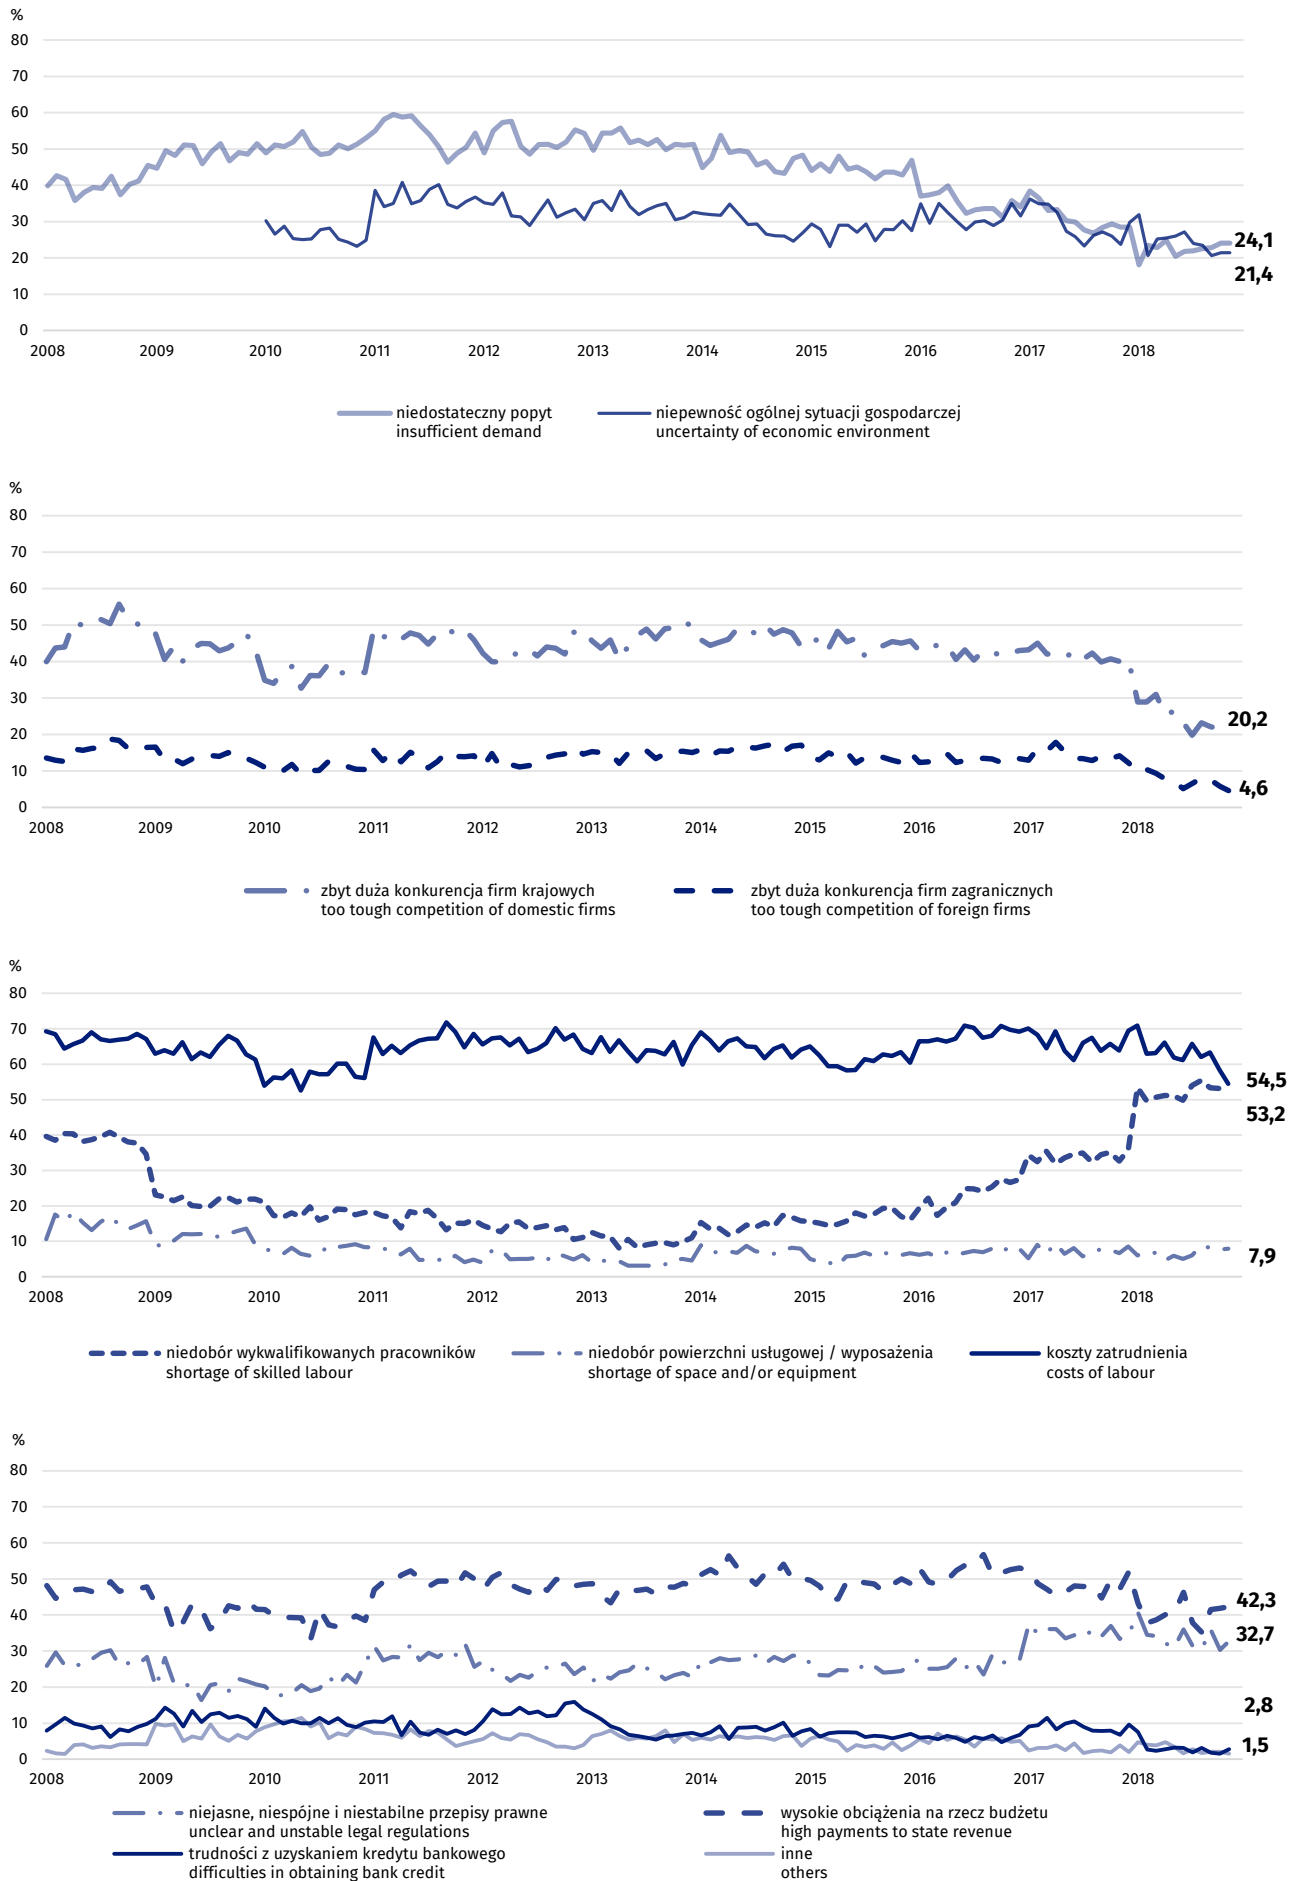 %
80
70
60
50
40
30
20
10
0
24,1
21,4
2008 2009 2010 2011 2012 2013 2014 2015 2016 2017 2018
niedostateczny popyt
insufficient demand
niepewność ogólnej sytuacji gospodarczej
uncertainty of economic environment
%
80
70
60
50
40
30
20
10
0
20,2
4,6
2008 2009 2010 2011 2012 2013 2014 2015 2016 2017 2018
zbyt duża konkurencja firm krajowych
too tough competition of domestic firms
zbyt duża konkurencja firm zagranicznych
too tough competition of foreign firms
%
80
70
60
50
40
30
20
10
0
54,5
53,2
7,9
2008 2009 2010 2011 2012 2013 2014 2015 2016 2017 2018
niedobór wykwalifikowanych pracowników
shortage of skilled labour
niedobór powierzchni usługowej / wyposażenia
shortage of space and/or equipment
koszty zatrudnienia
costs of labour
%
80
70
60
50
40
30
20
10
0
42,3
32,7
2,8
1,5
2008 2009 2010 2011 2012 2013 2014 2015 2016 2017 2018
niejasne, niespójne i niestabilne przepisy prawne
unclear and unstable legal regulations
wysokie obciążenia na rzecz budżetu
high payments to state revenue
trudności z uzyskaniem kredytu bankowego
difficulties in obtaining bank credit
inne
others